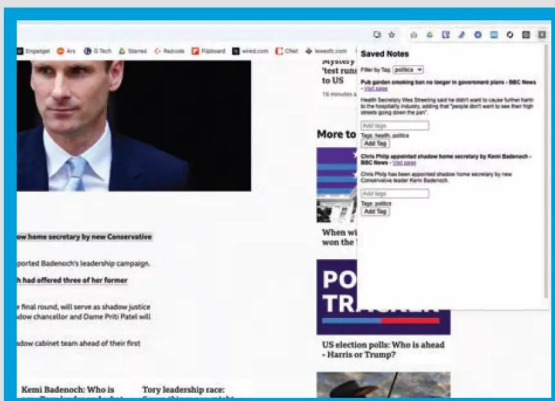 Engadget Ars G Tech Starred Raycode Flipboard wired.com Chat lewedtc.com
Mystery
'test runs
to US
16 minutes a
More to
When wi
won the
PO
TRACKER
US election polls: Who is ahead
- Harris or Trump?
ow home secretary by new Conservative
ported Badenoch's leadership campaign.
h had offered three of her former
e final round, will serve as shadow justice
dow chancellor and Dame Priti Patel will
adow cabinet team ahead of their first
Kemi Badenoch: Who is
Tory leadership race:
Saved Notes
Filter by Tag: politics
Pub garden smoking ban no longer in government plans - BBC News
- Visit page
Health Secretary Wes Streeting said he didn't want to cause further harm
to the hospitality industry, adding that "people don't want to see their high
streets going down the pan".
Add tags
Tags: health, politics
Add Tag
Chris Philp appointed shadow home secretary by Kemi Badenoch -
BBC News - Visit page
Chris Philp has been appointed shadow home secretary by new
Conservative leader Kemi Badenoch.
Add tags
Tags: politics
Add Tag